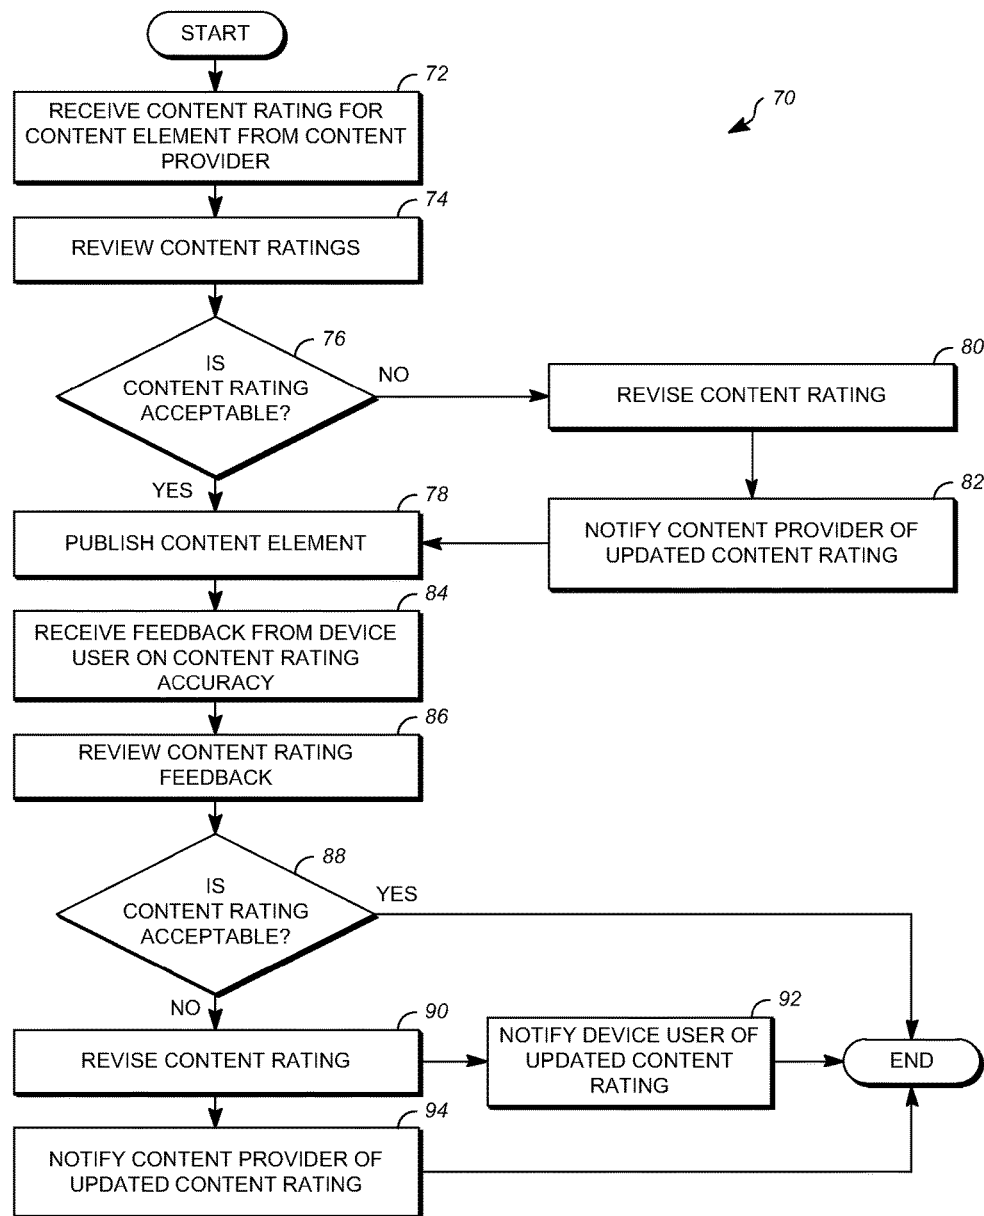 START
72
RECEIVE CONTENT RATING FOR
CONTENT ELEMENT FROM CONTENT
PROVIDER
70
74
REVIEW CONTENT RATINGS
76
IS
CONTENT RATING
ACCEPTABLE?
NO
80
REVISE CONTENT RATING
YES
78
PUBLISH CONTENT ELEMENT
82
NOTIFY CONTENT PROVIDER OF
UPDATED CONTENT RATING
84
RECEIVE FEEDBACK FROM DEVICE
USER ON CONTENT RATING
ACCURACY
86
REVIEW CONTENT RATING
FEEDBACK
88
IS
CONTENT RATING
ACCEPTABLE?
YES
NO
90
REVISE CONTENT RATING
92
NOTIFY DEVICE USER OF
UPDATED CONTENT
RATING
END
94
NOTIFY CONTENT PROVIDER OF
UPDATED CONTENT RATING